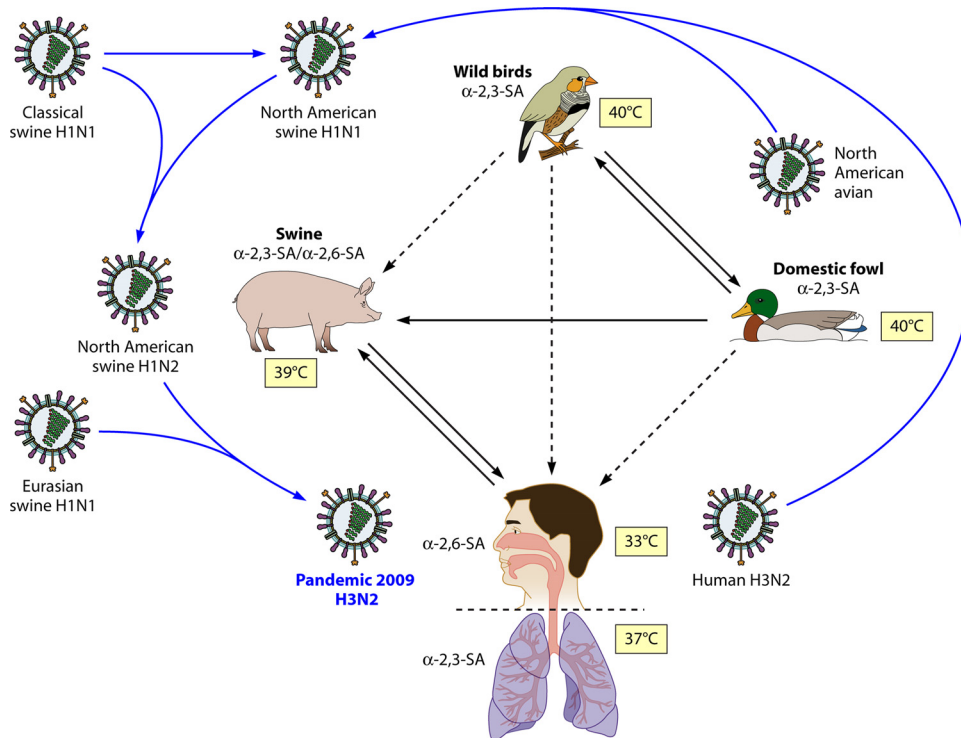 Classical
swine H1N1
North American
swine H1N1
Wild birds
α-2,3-SA
40°C
North
American
avian
Swine
α-2,3-SA/α-2,6-SA
39°C
Domestic fowl
α-2,3-SA
40°C
North American
swine H1N2
Eurasian
swine H1N1
Pandemic 2009
H3N2
α-2,6-SA
33°C
Human H3N2
α-2,3-SA
37°C